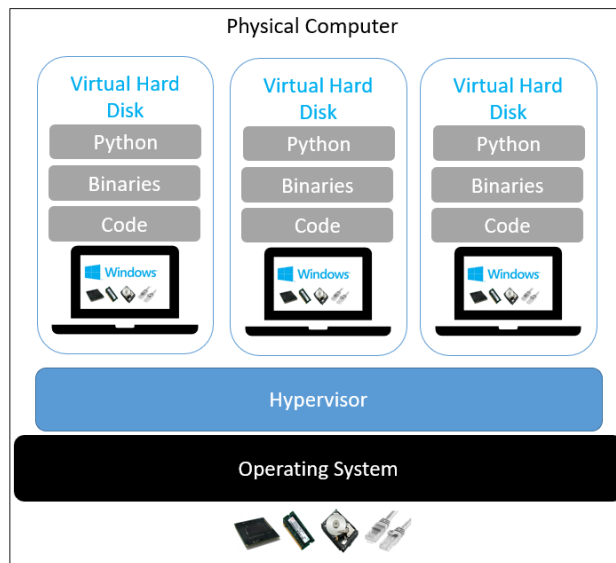 Physical Computer
Virtual Hard
Disk
Python
Binaries
Code
Windows
Virtual Hard
Disk
Python
Binaries
Code
Windows
Virtual Hard
Disk
Python
Binaries
Code
Windows
Hypervisor
Operating System